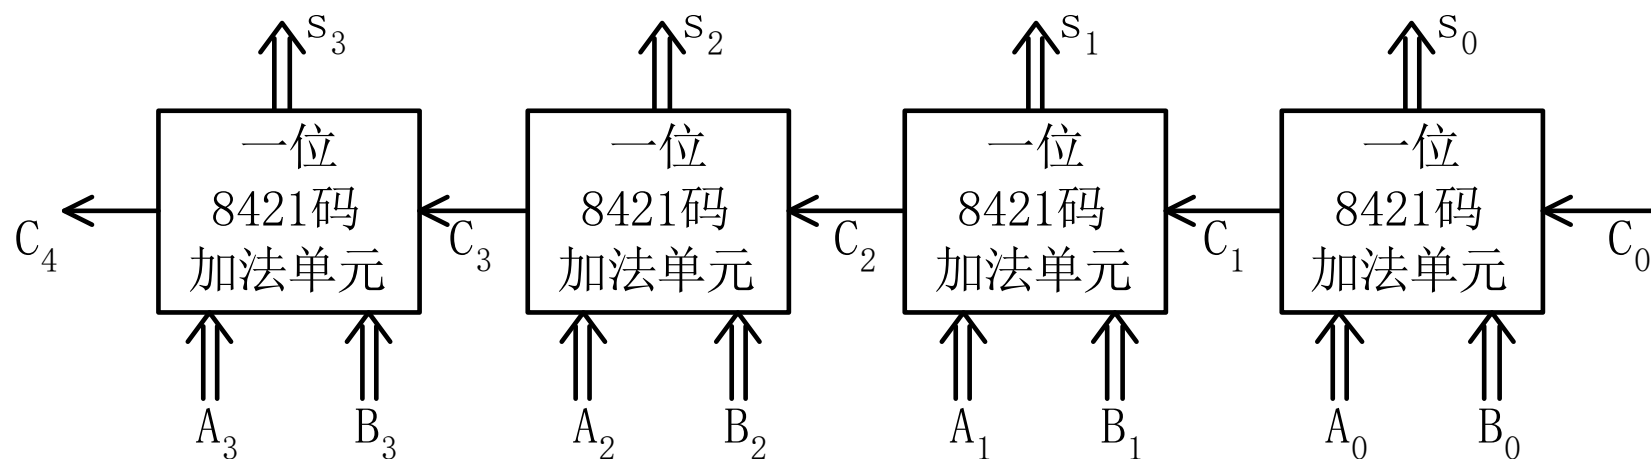 S₃ S₂ S₁ S₀
一位 一位 一位 一位
8421码 8421码 8421码 8421码
C₄ C₃ C₂ C₁ C₀
加法单元 加法单元 加法单元 加法单元
A₃ B₃ A₂ B₂ A₁ B₁ A₀ B₀